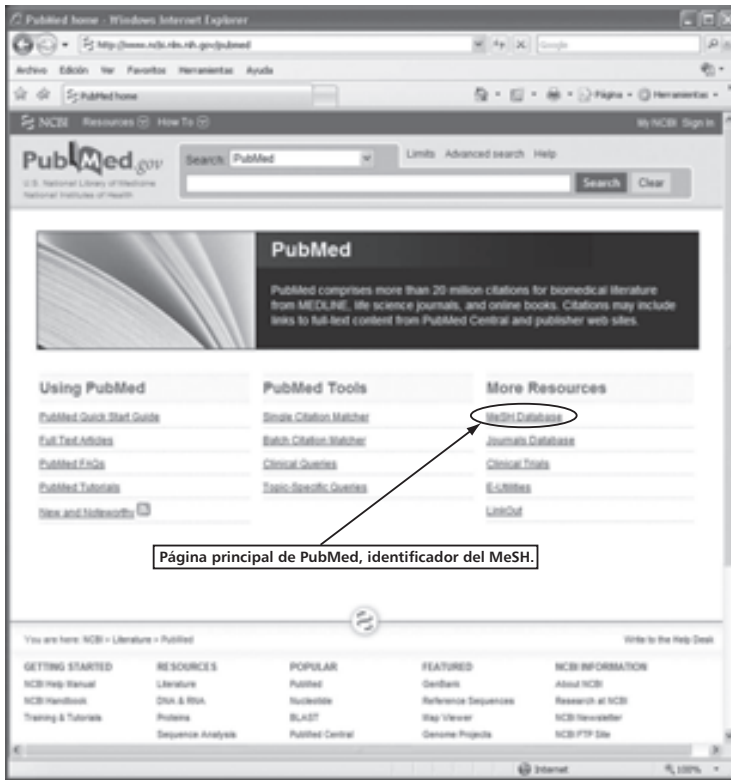 PubMed home - Windows Internet Explorer
http://www.ncbi.nlm.nih.gov/pubmed
Google
Archivo Edición Ver Favoritos Herramientas Ayuda
PubMed home
Página
Herramientas
NCBI Resources How To
My NCBI Sign In
PubMed.gov
U.S. National Library of Medicine
National Institutes of Health
Search PubMed
Limits Advanced search Help
Search Clear
PubMed
PubMed comprises more than 20 million citations for biomedical literature
from MEDLINE, life science journals, and online books. Citations may include
links to full-text content from PubMed Central and publisher web sites.
Using PubMed
PubMed Quick Start Guide
Full Text Articles
PubMed FAQs
PubMed Tutorials
New and Noteworthy
PubMed Tools
Single Citation Matcher
Batch Citation Matcher
Clinical Queries
Topic-Specific Queries
More Resources
MeSH Database
Journals Database
Clinical Trials
E-Utilities
LinkOut
Página principal de PubMed, identificador del MeSH.
You are here: NCBI > Literature > PubMed
Write to the Help Desk
GETTING STARTED
NCBI Help Manual
NCBI Handbook
Training & Tutorials
RESOURCES
Literature
DNA & RNA
Proteins
Sequence Analysis
POPULAR
PubMed
Nucleotide
BLAST
PubMed Central
FEATURED
GenBank
Reference Sequences
Map Viewer
Genome Projects
NCBI INFORMATION
About NCBI
Research at NCBI
NCBI Newsletter
NCBI FTP Site
Internet
100%